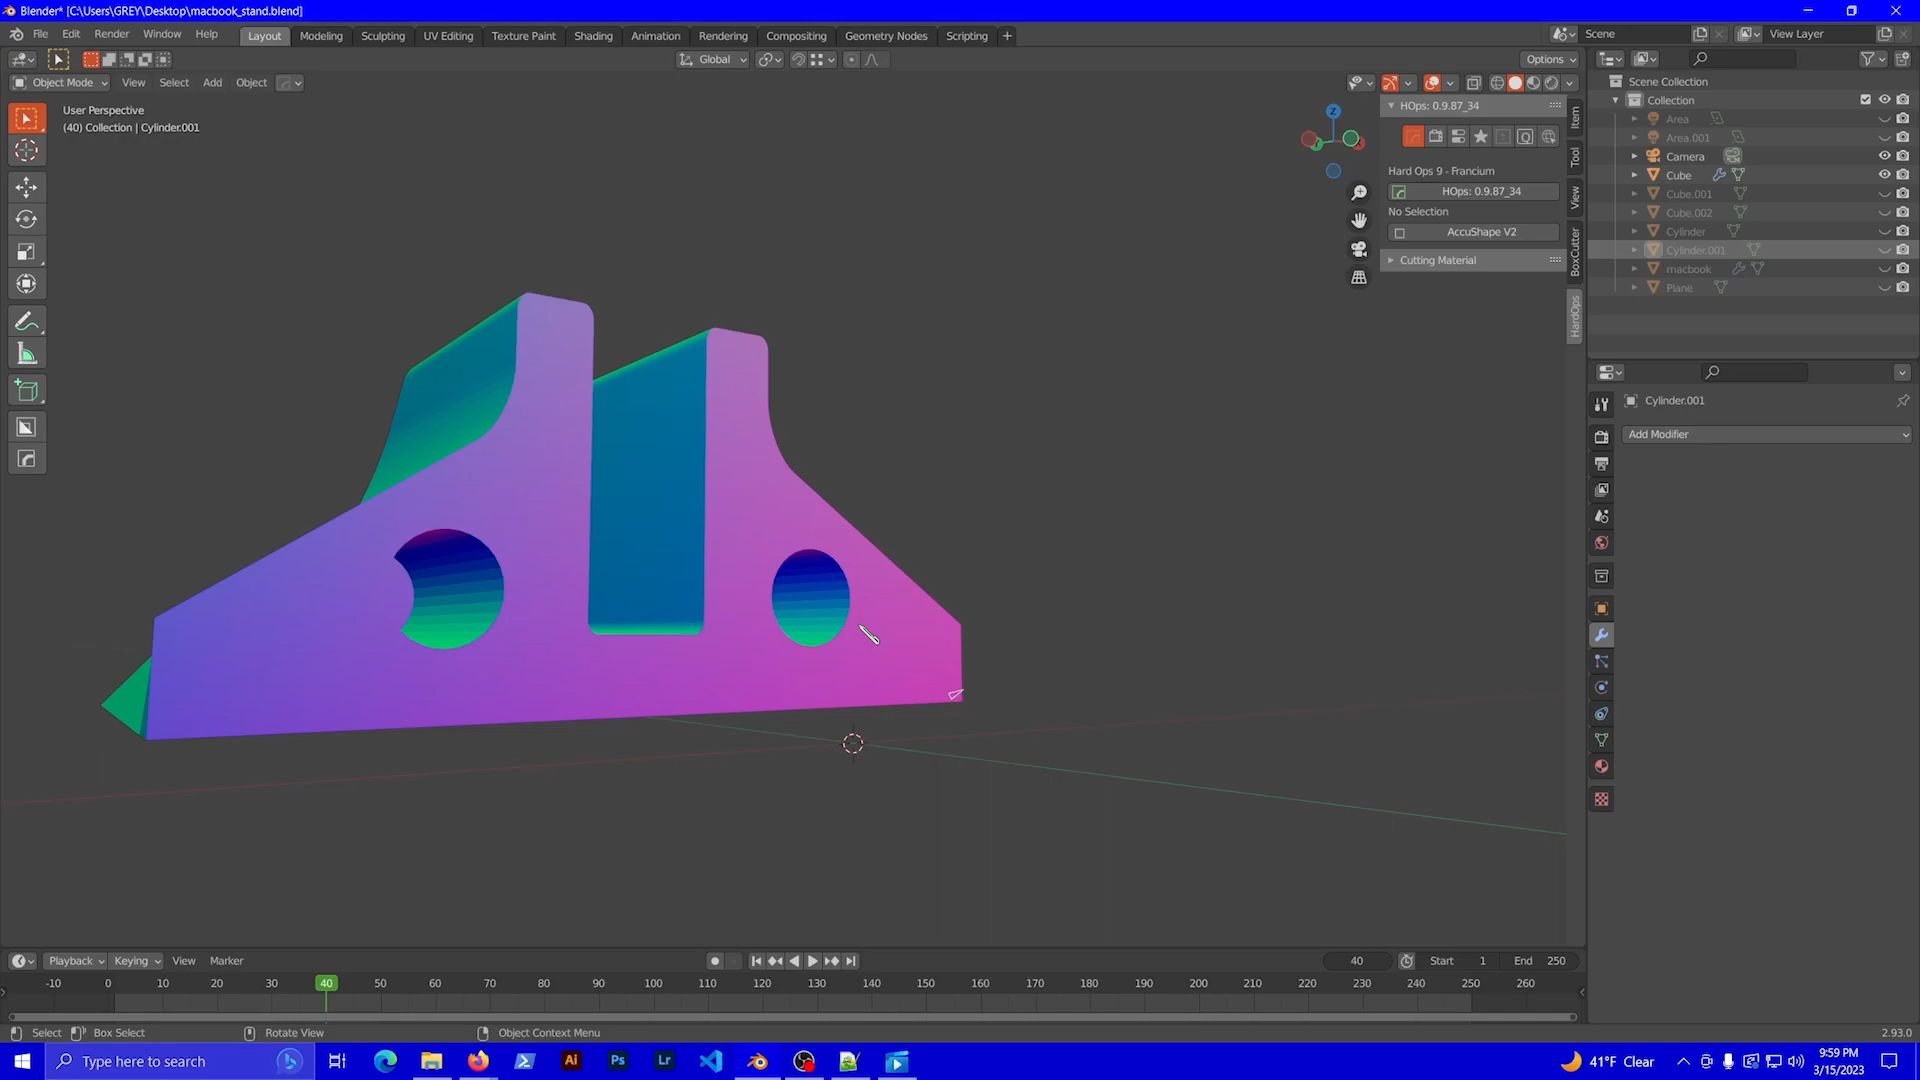 Blender* [C:\Users\GREY\Desktop\macbook_stand.blend]
File Edit Render Window Help Layout Modeling Sculpting UV Editing Texture Paint Shading Animation Rendering Compositing Geometry Nodes Scripting + Scene View Layer
Global Options
Object Mode View Select Add Object
User Perspective
(40) Collection | Cylinder.001
Z
HOps: 0.9.87_34
Hard Ops 9 - Francium
HOps: 0.9.87_34
No Selection
AccuShape V2
Cutting Material
Item
Tool
View
BoxCutter
HardOps
Scene Collection
Collection
Area
Area.001
Camera
Cube
Cube.001
Cube.002
Cylinder
Cylinder.001
macbook
Plane
Cylinder.001
Add Modifier
Playback Keying View Marker 40 Start 1 End 250
-10 0 10 20 30 40 50 60 70 80 90 100 110 120 130 140 150 160 170 180 190 200 210 220 230 240 250 260
Select Box Select Rotate View Object Context Menu 2.93.0
Type here to search Ai Ps Lr 41°F Clear 9:59 PM
3/15/2023